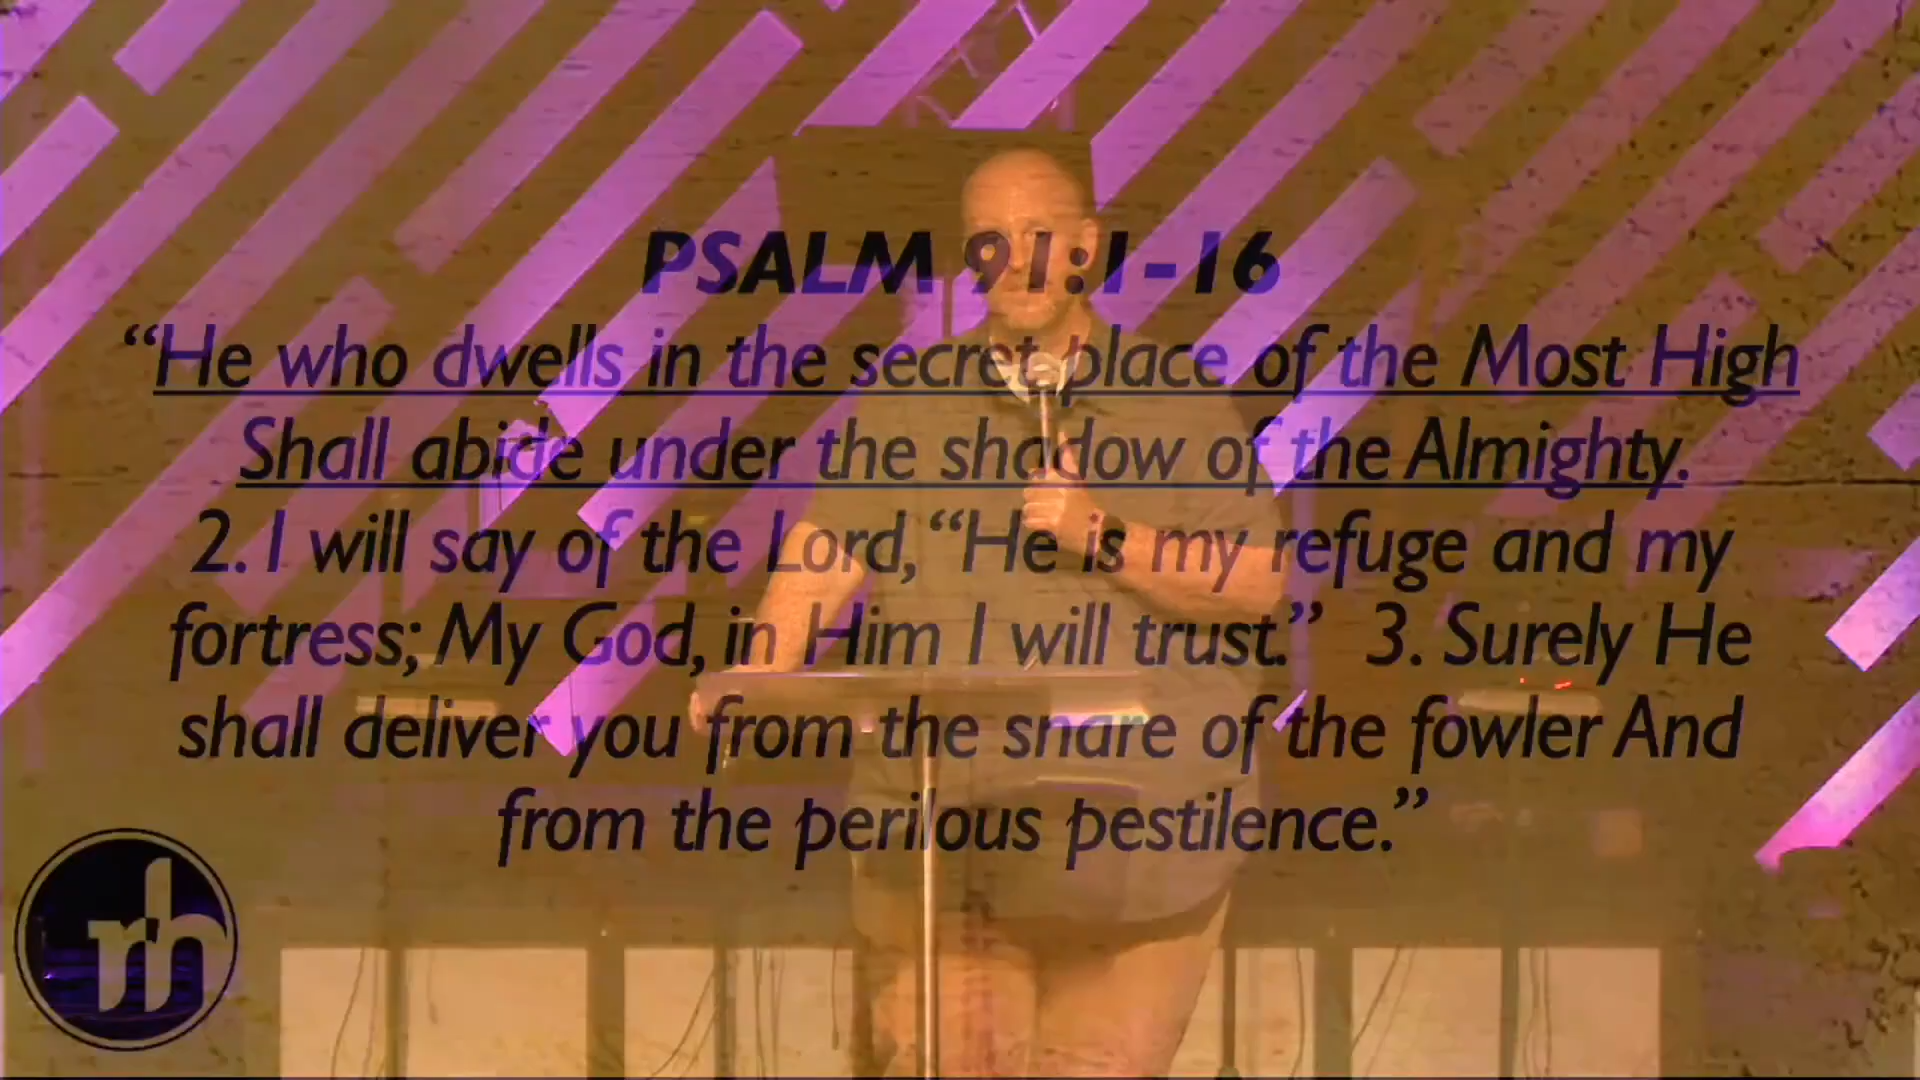 PSALM 91:1-16
“He who dwells in the secret place of the Most High
Shall abide under the shadow of the Almighty.
2. I will say of the Lord, “He is my refuge and my
fortress; My God, in Him I will trust.” 3. Surely He
shall deliver you from the snare of the fowler And
from the perilous pestilence.”
rh